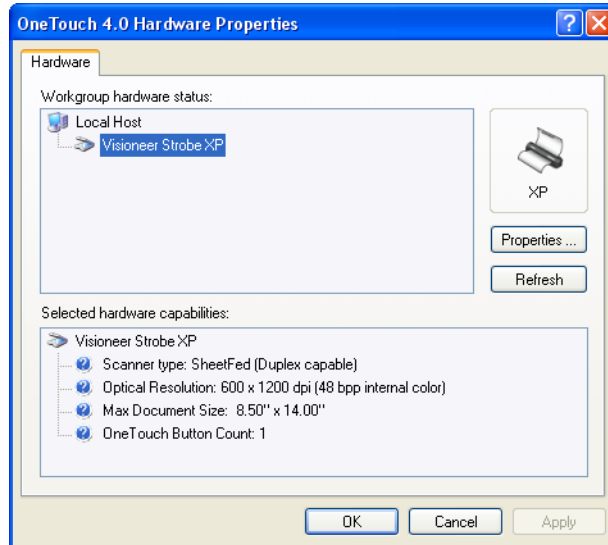 OneTouch 4.0 Hardware Properties
Hardware
Workgroup hardware status:
Local Host
Visioneer Strobe XP
XP
Properties ...
Refresh
Selected hardware capabilities:
Visioneer Strobe XP
Scanner type: SheetFed (Duplex capable)
Optical Resolution: 600 x 1200 dpi (48 bpp internal color)
Max Document Size: 8.50" x 14.00"
OneTouch Button Count: 1
OK
Cancel
Apply